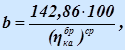 b = 142,86·100 / (η_ка^бр)^ср ,